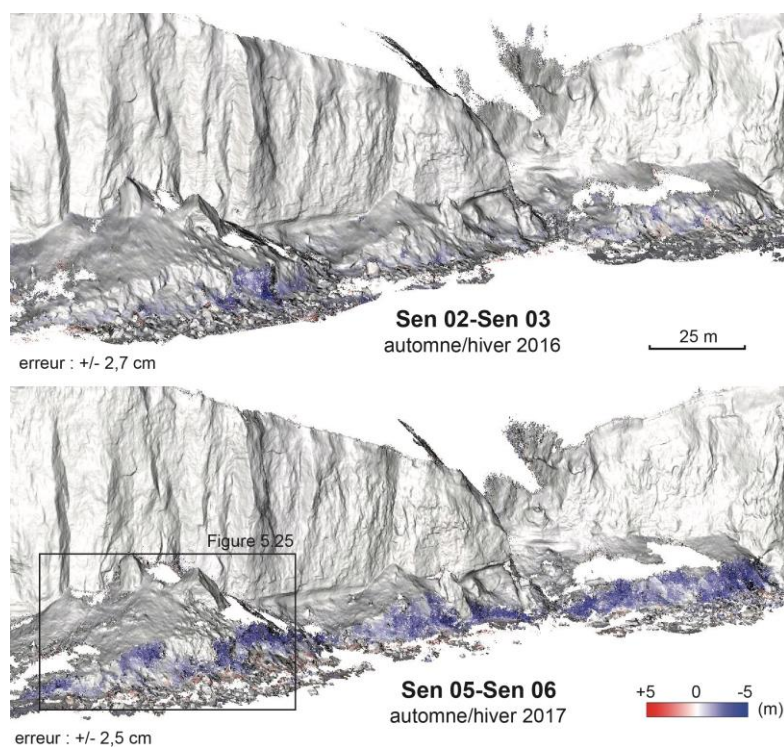 Sen 02-Sen 03
automne/hiver 2016
25 m
erreur : +/- 2,7 cm
Figure 5.25
Sen 05-Sen 06
automne/hiver 2017
+5 0 -5
(m)
erreur : +/- 2,5 cm